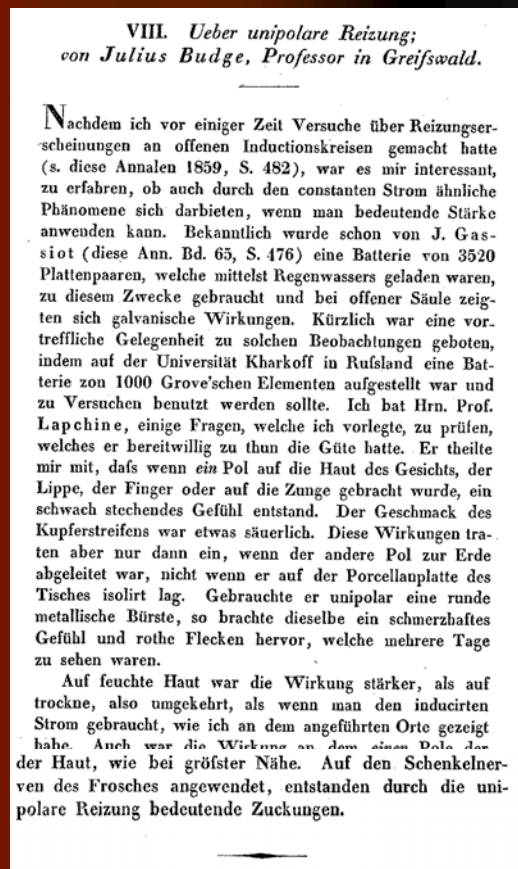 VIII. Ueber unipolare Reizung;
von Julius Budge, Professor in Greifswald.
Nachdem ich vor einiger Zeit Versuche über Reizungser-
scheinungen an offenen Inductionskreisen gemacht hatte
(s. diese Annalen 1859, S. 482), war es mir interessant,
zu erfahren, ob auch durch den constanten Strom ähnliche
Phänomene sich darbieten, wenn man bedeutende Stärke
anwenden kann. Bekanntlich wurde schon von J. Gas-
siot (diese Ann. Bd. 65, S. 476) eine Batterie von 3520
Plattenpaaren, welche mittelst Regenwassers geladen waren,
zu diesem Zwecke gebraucht und bei offener Säule zeig-
ten sich galvanische Wirkungen. Kürzlich war eine vor-
treffliche Gelegenheit zu solchen Beobachtungen geboten,
indem auf der Universität Kharkoff in Rufsland eine Bat-
terie zon 1000 Grove'schen Elementen aufgestellt war und
zu Versuchen benutzt werden sollte. Ich bat Hrn. Prof.
Lapchine, einige Fragen, welche ich vorlegte, zu prüfen,
welches er bereitwillig zu thun die Güte hatte. Er theilte
mir mit, dafs wenn ein Pol auf die Haut des Gesichts, der
Lippe, der Finger oder auf die Zunge gebracht wurde, ein
schwach stechendes Gefühl entstand. Der Geschmack des
Kupferstreifens war etwas säuerlich. Diese Wirkungen tra-
ten aber nur dann ein, wenn der andere Pol zur Erde
abgeleitet war, nicht wenn er auf der Porcellanplatte des
Tisches isolirt lag. Gebrauchte er unipolar eine runde
metallische Bürste, so brachte dieselbe ein schmerzhaftes
Gefühl und rothe Flecken hervor, welche mehrere Tage
zu sehen waren.
Auf feuchte Haut war die Wirkung stärker, als auf
trockne, also umgekehrt, als wenn man den inducirten
Strom gebraucht, wie ich an dem angeführten Orte gezeigt
habe. Auch war die Wirkung an dem einen Pole der
der Haut, wie bei gröfster Nähe. Auf den Schenkelner-
ven des Frosches angewendet, entstanden durch die uni-
polare Reizung bedeutende Zuckungen.